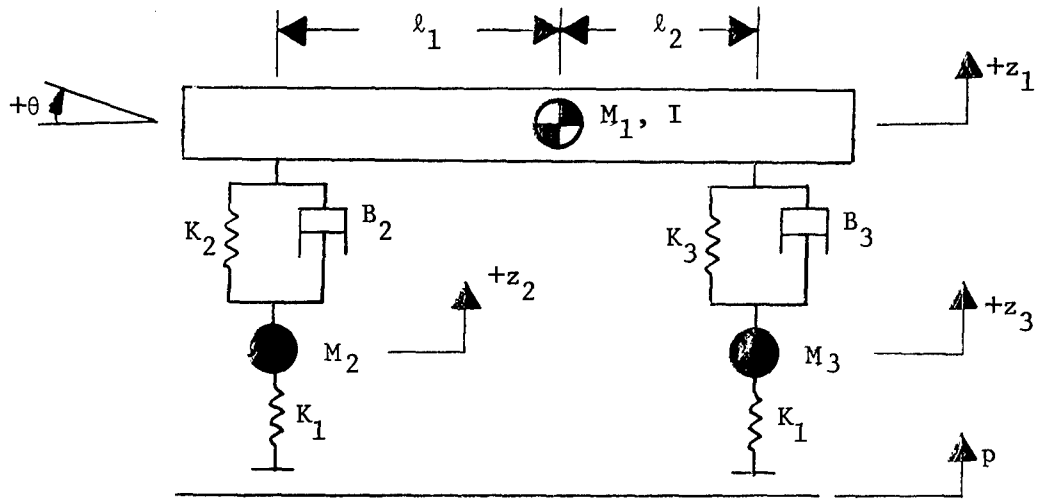 ℓ₁
ℓ₂
+z₁
+θ
M₁, I
K₂
B₂
K₃
B₃
+z₂
+z₃
M₂
M₃
K₁
K₁
p